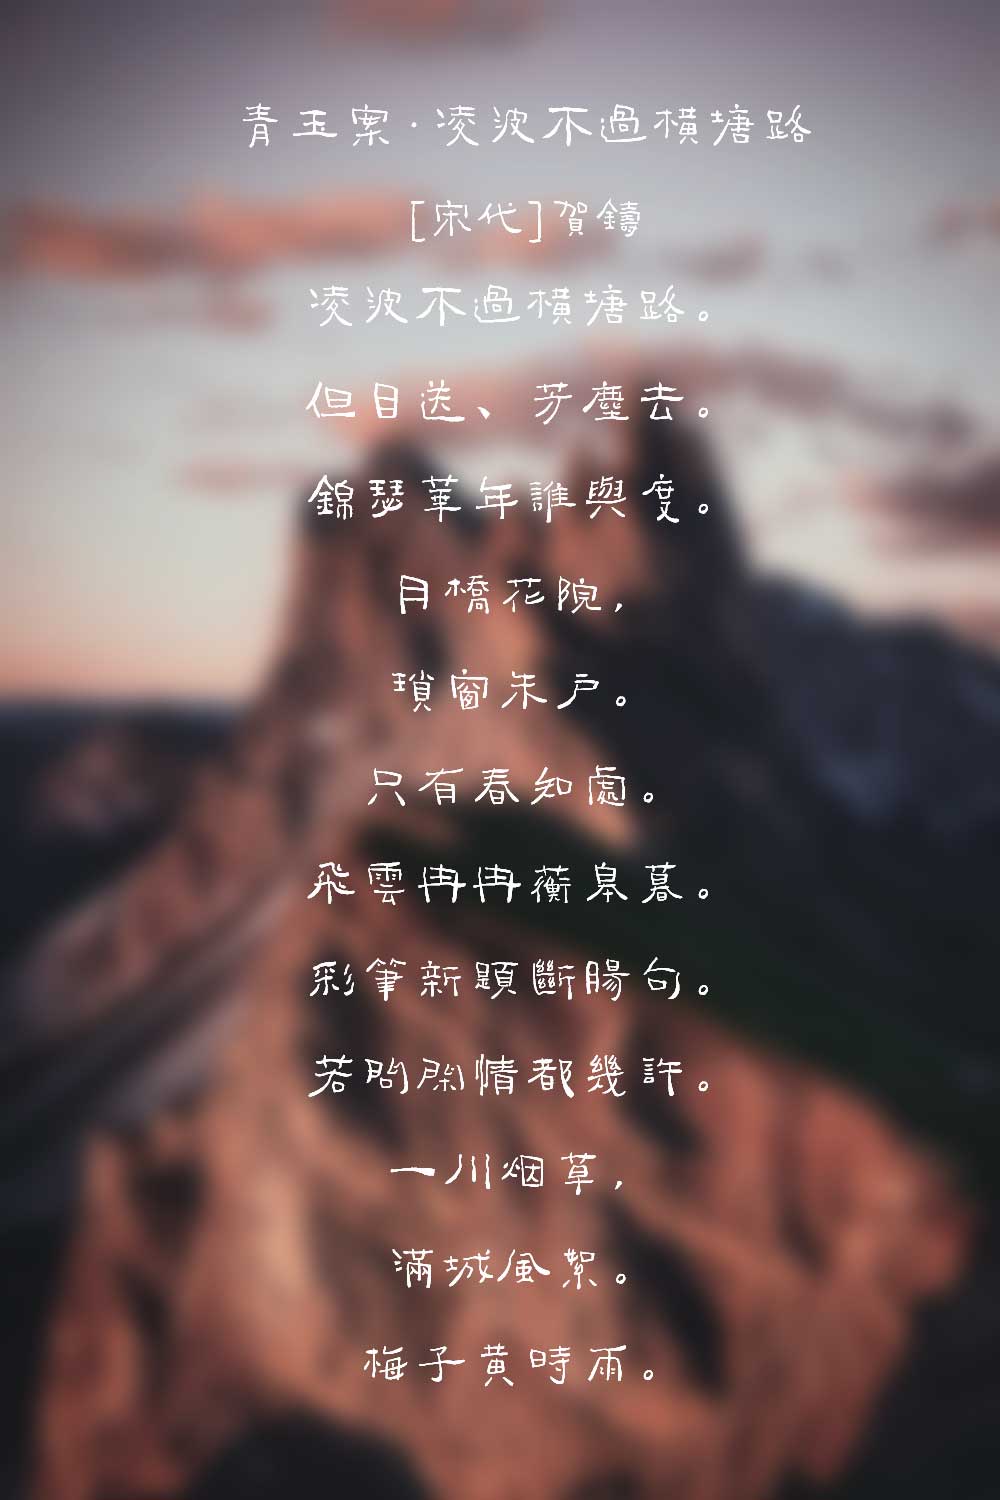 青玉案·凌波不過橫塘路
[宋代]賀鑄
凌波不過橫塘路。
但目送、芳塵去。
錦瑟華年誰與度。
月橋花院，
瑣窗朱戶。
只有春知處。
飛雲冉冉蘅皋暮。
彩筆新題斷腸句。
若問閑情都幾許。
一川烟草，
滿城風絮。
梅子黃時雨。